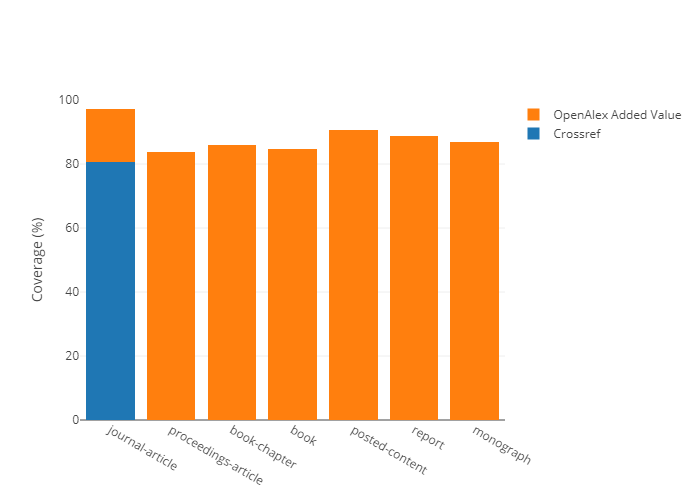 100
80
60
40
20
0
Coverage (%)
journal-article
proceedings-article
book-chapter
book
posted-content
report
monograph
OpenAlex Added Value
Crossref